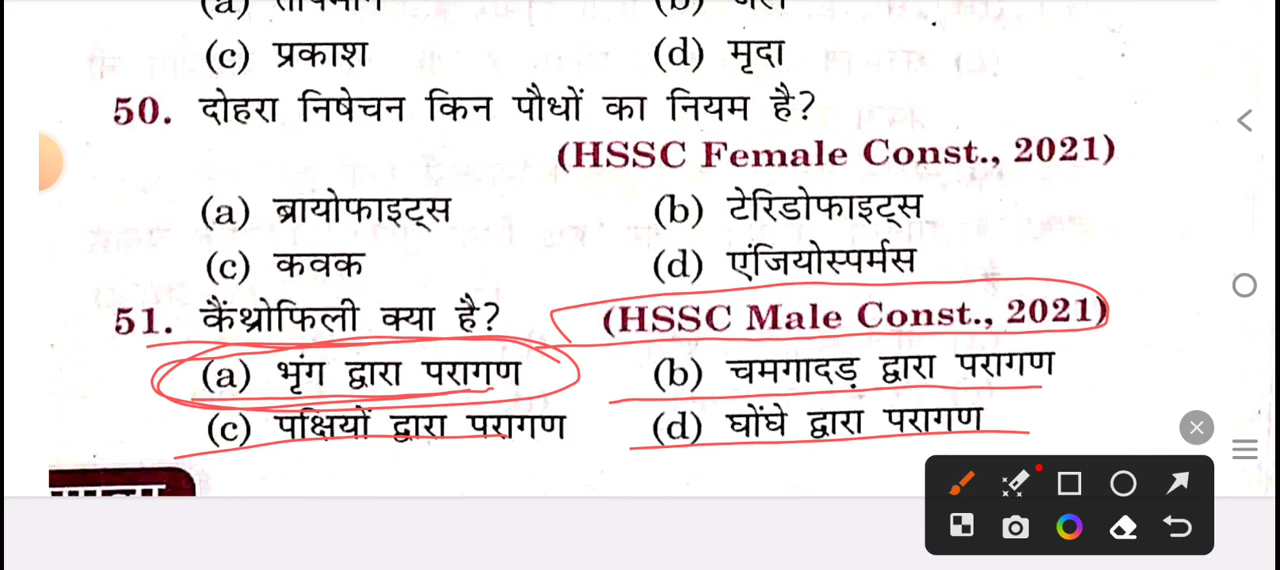 (c) प्रकाश (d) मृदा
50. दोहरा निषेचन किन पौधों का नियम है?
(HSSC Female Const., 2021)
(a) ब्रायोफाइट्स (b) टेरिडोफाइट्स
(c) कवक (d) एंजियोस्पर्मस
51. कैंथ्रोफिली क्या है? (HSSC Male Const., 2021)
(a) भृंग द्वारा परागण (b) चमगादड़ द्वारा परागण
(c) पक्षियों द्वारा परागण (d) घोंघे द्वारा परागण